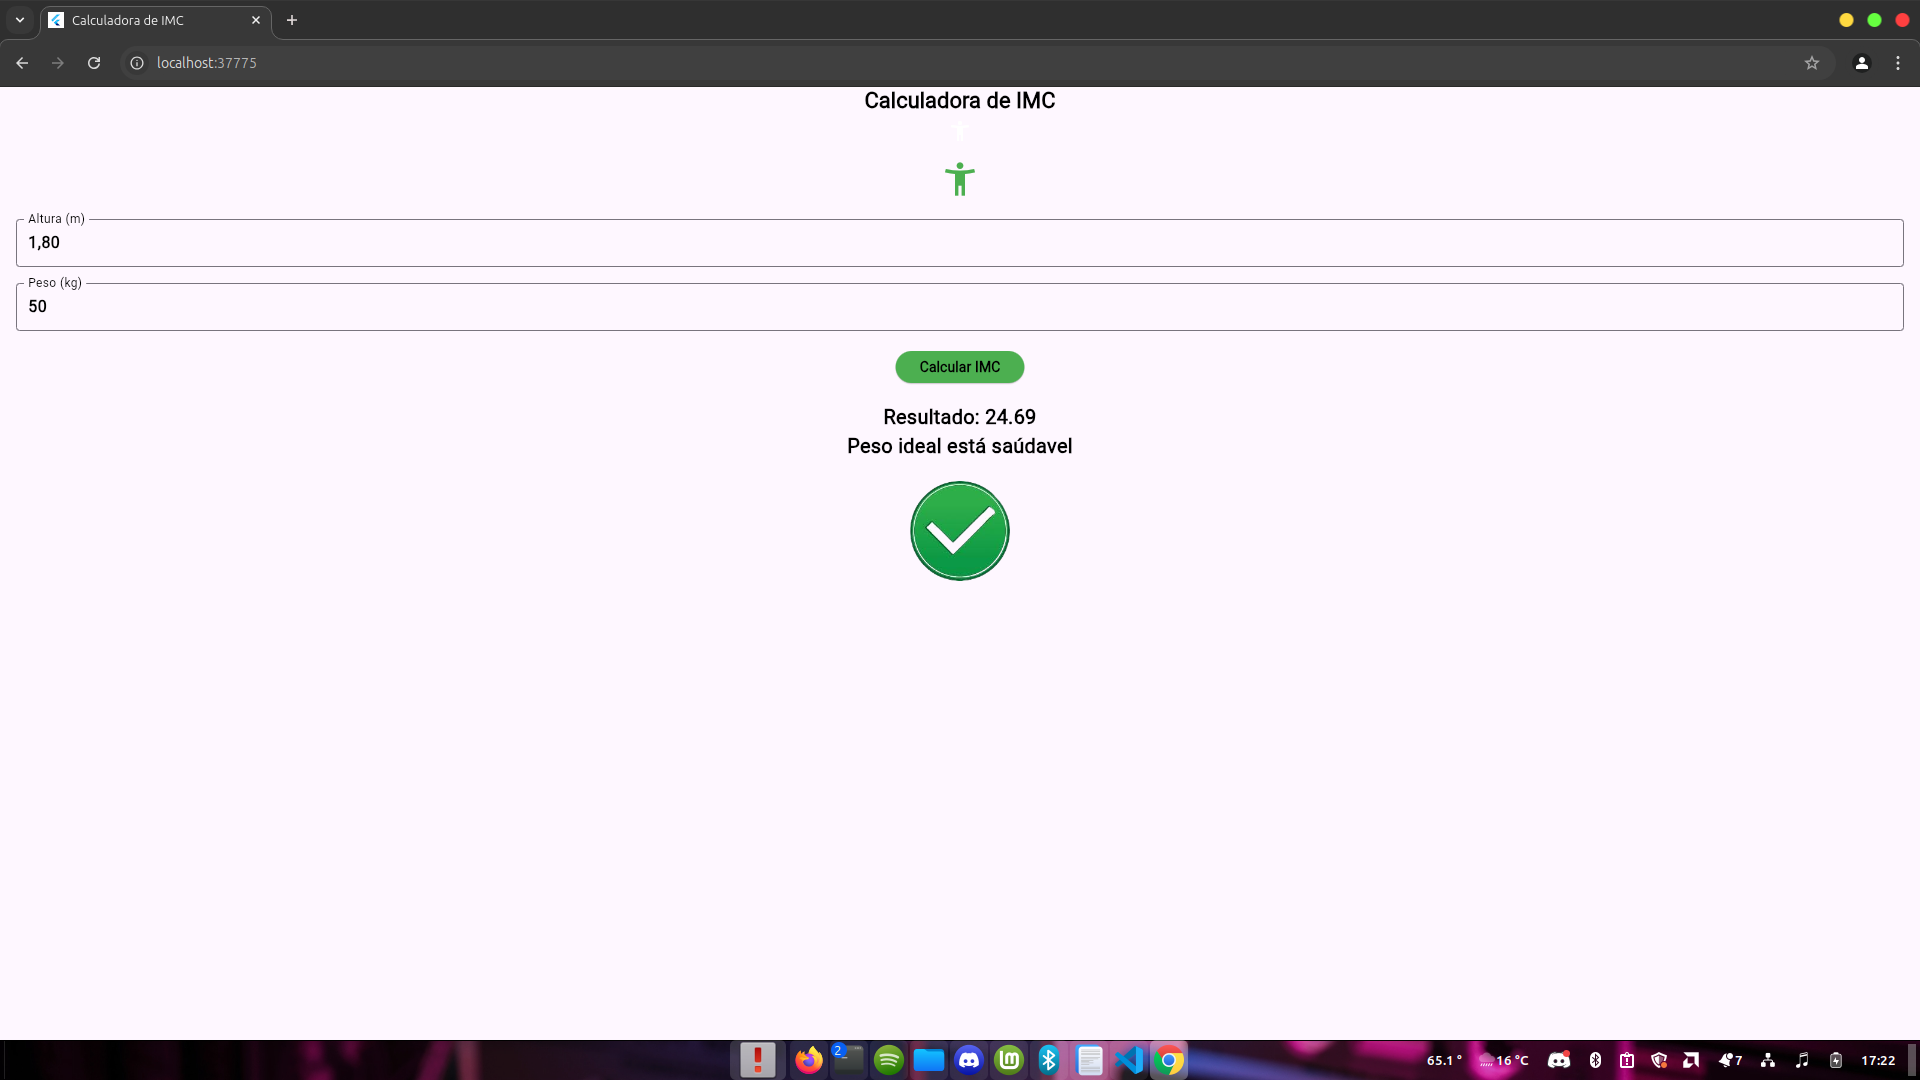 Calculadora de IMC
localhost:37775
Calculadora de IMC
Altura (m)
1,80
Peso (kg)
50
Calcular IMC
Resultado: 24.69
Peso ideal está saúdavel
2
65.1 °
16 °C
7
17:22